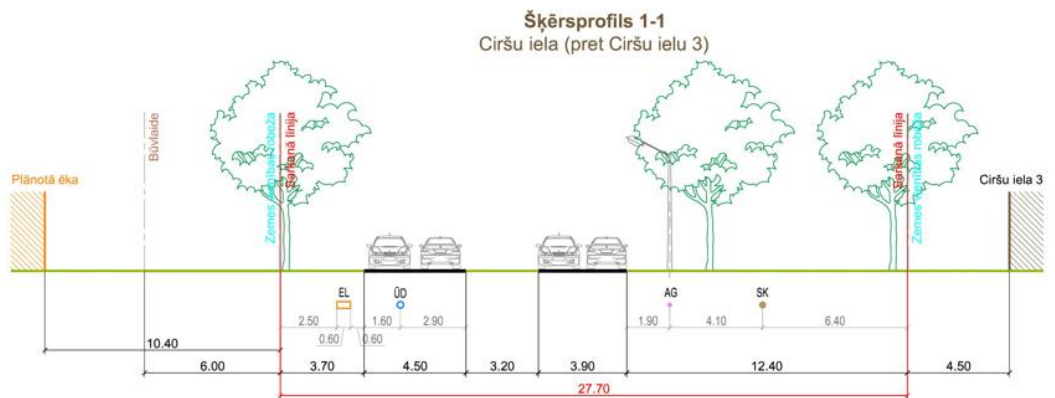 Šķērsprofils 1-1
Ciršu iela (pret Ciršu ielu 3)
Būvlaide
Zemes vienības robeža
Sarkanā līnija
Sarkanā līnija
Zemes vienības robeža
Plānotā ēka
Ciršu iela 3
EL
ŪD
AG
SK
2.50
1.60
2.90
1.90
4.10
6.40
0.60
0.60
10.40
6.00
3.70
4.50
3.20
3.90
12.40
4.50
27.70